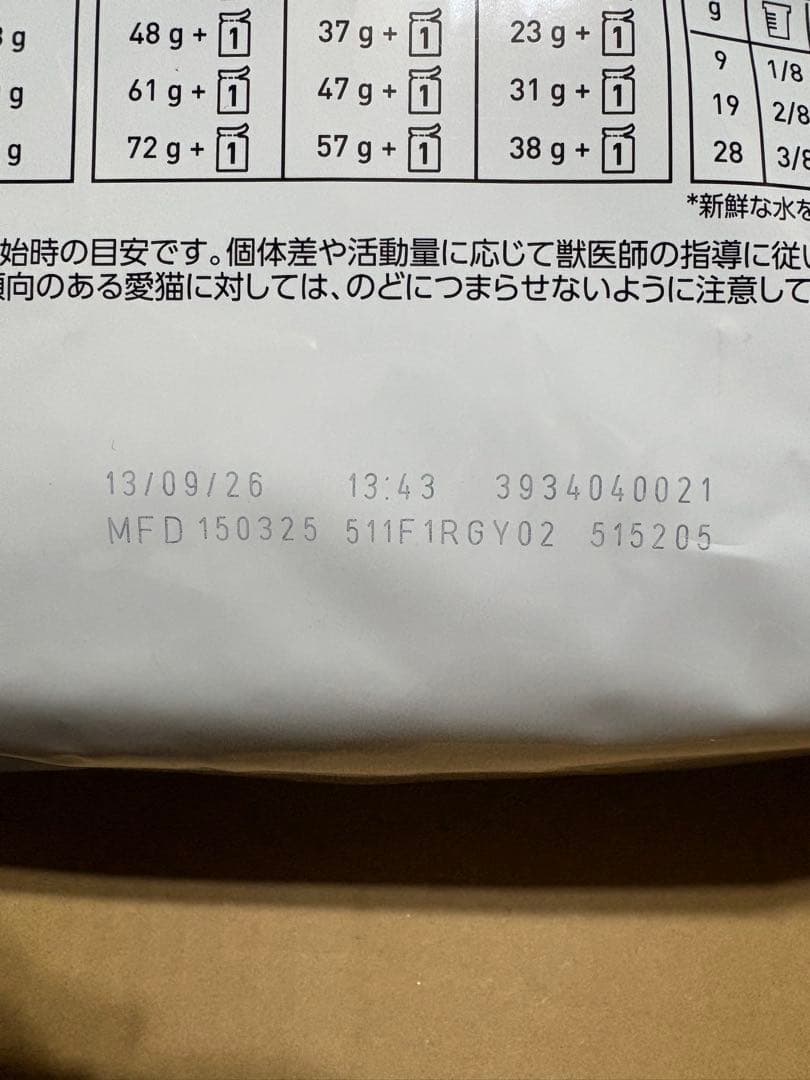 g 48 g + 1 37 g + 1 23 g + 1 g
g 61 g + 1 47 g + 1 31 g + 1 9 1/8
g 72 g + 1 57 g + 1 38 g + 1 19 2/8
28 3/8
*新鮮な水を
始時の目安です。個体差や活動量に応じて獣医師の指導に従い
傾向のある愛猫に対しては、のどにつまらせないように注意して
13/09/26 13:43 3934040021
MFD 150325 511F1RGY02 515205